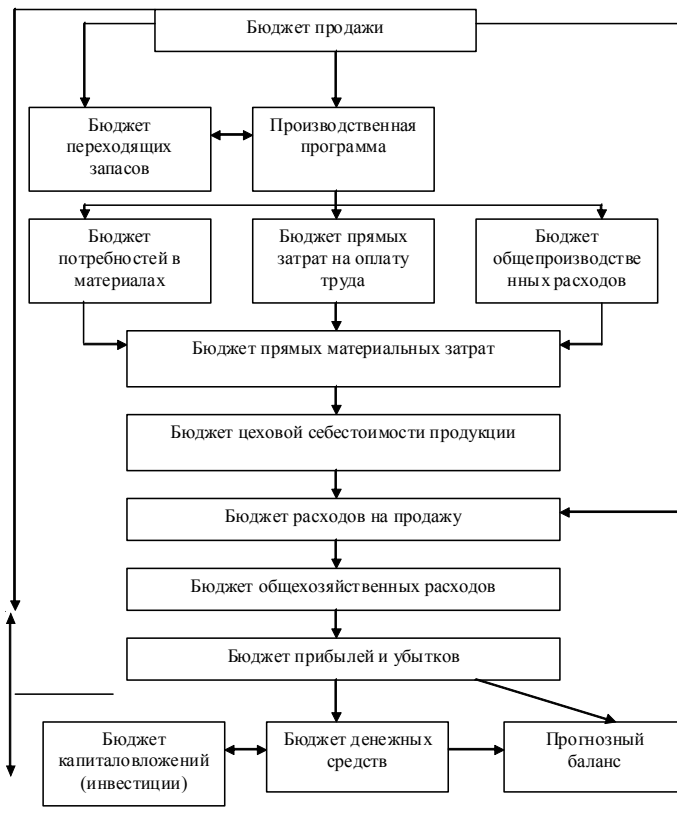 Бюджет продажи
Бюджет
переходящих
запасов
Производственная
программа
Бюджет
потребностей в
материалах
Бюджет прямых
затрат на оплату
труда
Бюджет
общепроизводстве
нных расходов
Бюджет прямых материальных затрат
Бюджет цеховой себестоимости продукции
Бюджет расходов на продажу
Бюджет общехозяйственных расходов
Бюджет прибылей и убытков
Бюджет
капиталовложений
(инвестиции)
Бюджет денежных
средств
Прогнозный
баланс